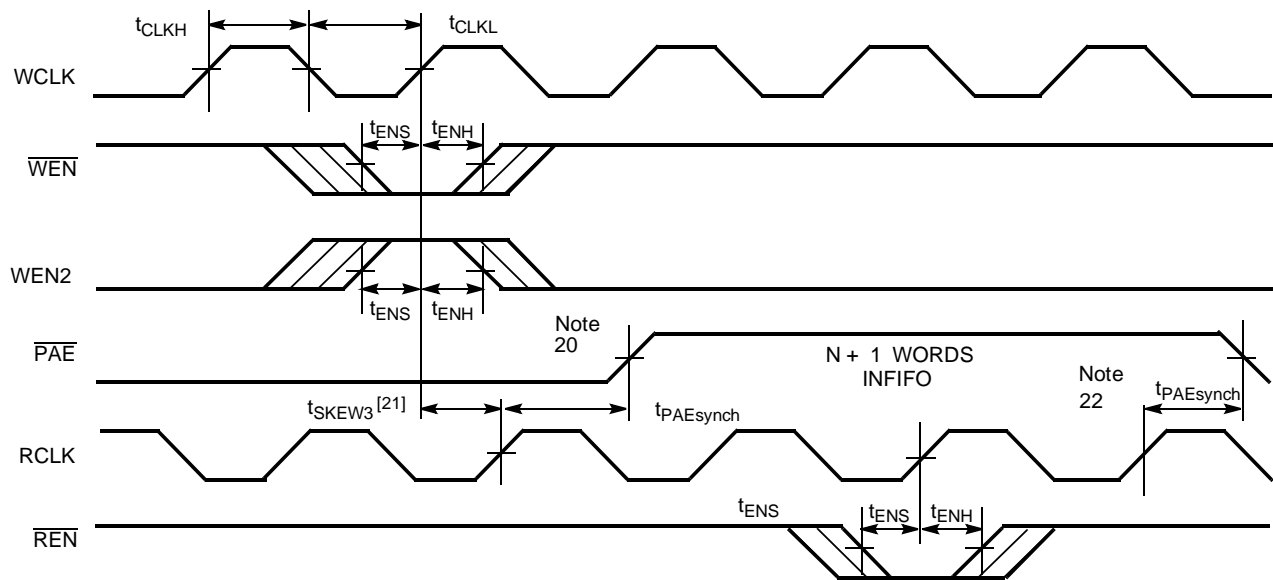 tCLKH
tCLKL
WCLK
tENS tENH
WEN
WEN2
tENS tENH
Note
20
PAE
N + 1 WORDS
INFIFO
Note
22
tSKEW3 [21]
tPAEsynch
tPAEsynch
RCLK
tENS
tENS tENH
REN